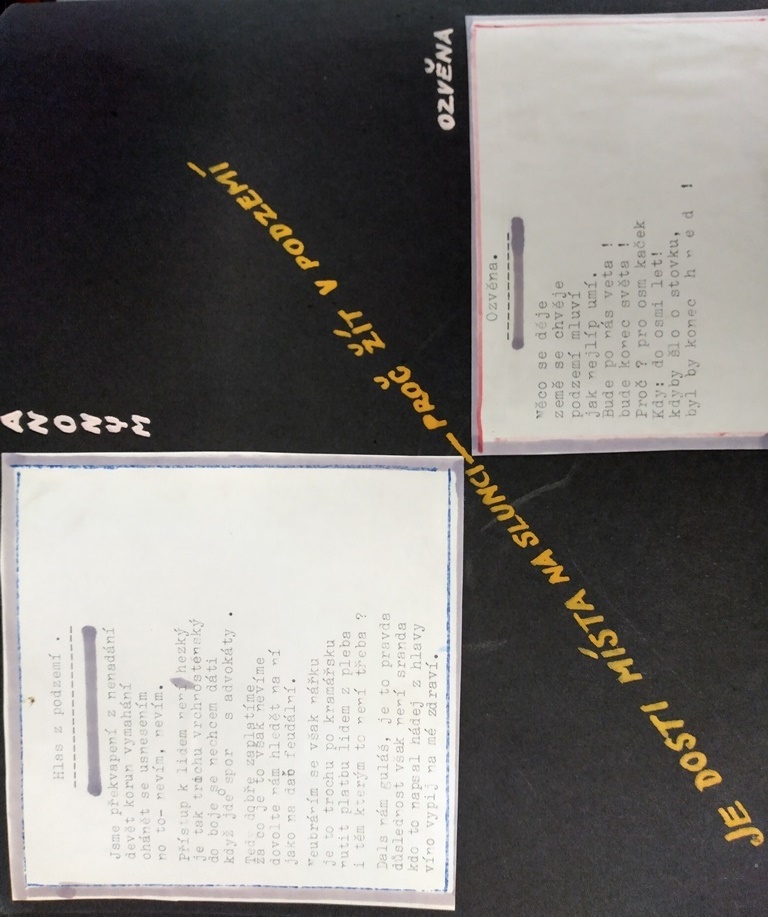 ANONYM
Hlas z podzemí .
Jsme překvapení z nenadání
devět korun vymahání
ohánět se usnesením
no to- nevím, nevím.
Přístup k lidem není hezký
je tak trochu vrchnostenský
do boje se nechcem dáti
když jde spor s advokáty .
Teď dobře zaplatíme
za co je to však nevíme
dovolte nám hledět na ní
jako na daň feudální.
Neubráním se však nářku
je to trochu po kramářsku
nutit platbu lidem z pleba
i těm kterým to není třeba ?
Dals nám guláš, je to pravda
důslednost však není sranda
kdo to napsal hádej z hlavy
víno vypij na mé zdraví.
JE DOSTI MÍSTA NA SLUNCI — PROČ ŽÍT V PODZEMÍ
OZVĚNA
Ozvěna.
Něco se děje
země se chvěje
podzemí mluví
jak nejlíp umí.
Bude po nás veta !
bude konec světa !
Proč ? pro osm kaček
Kdy: do osmi let!
kdyby šlo o stovku,
byl by konec h n e d !